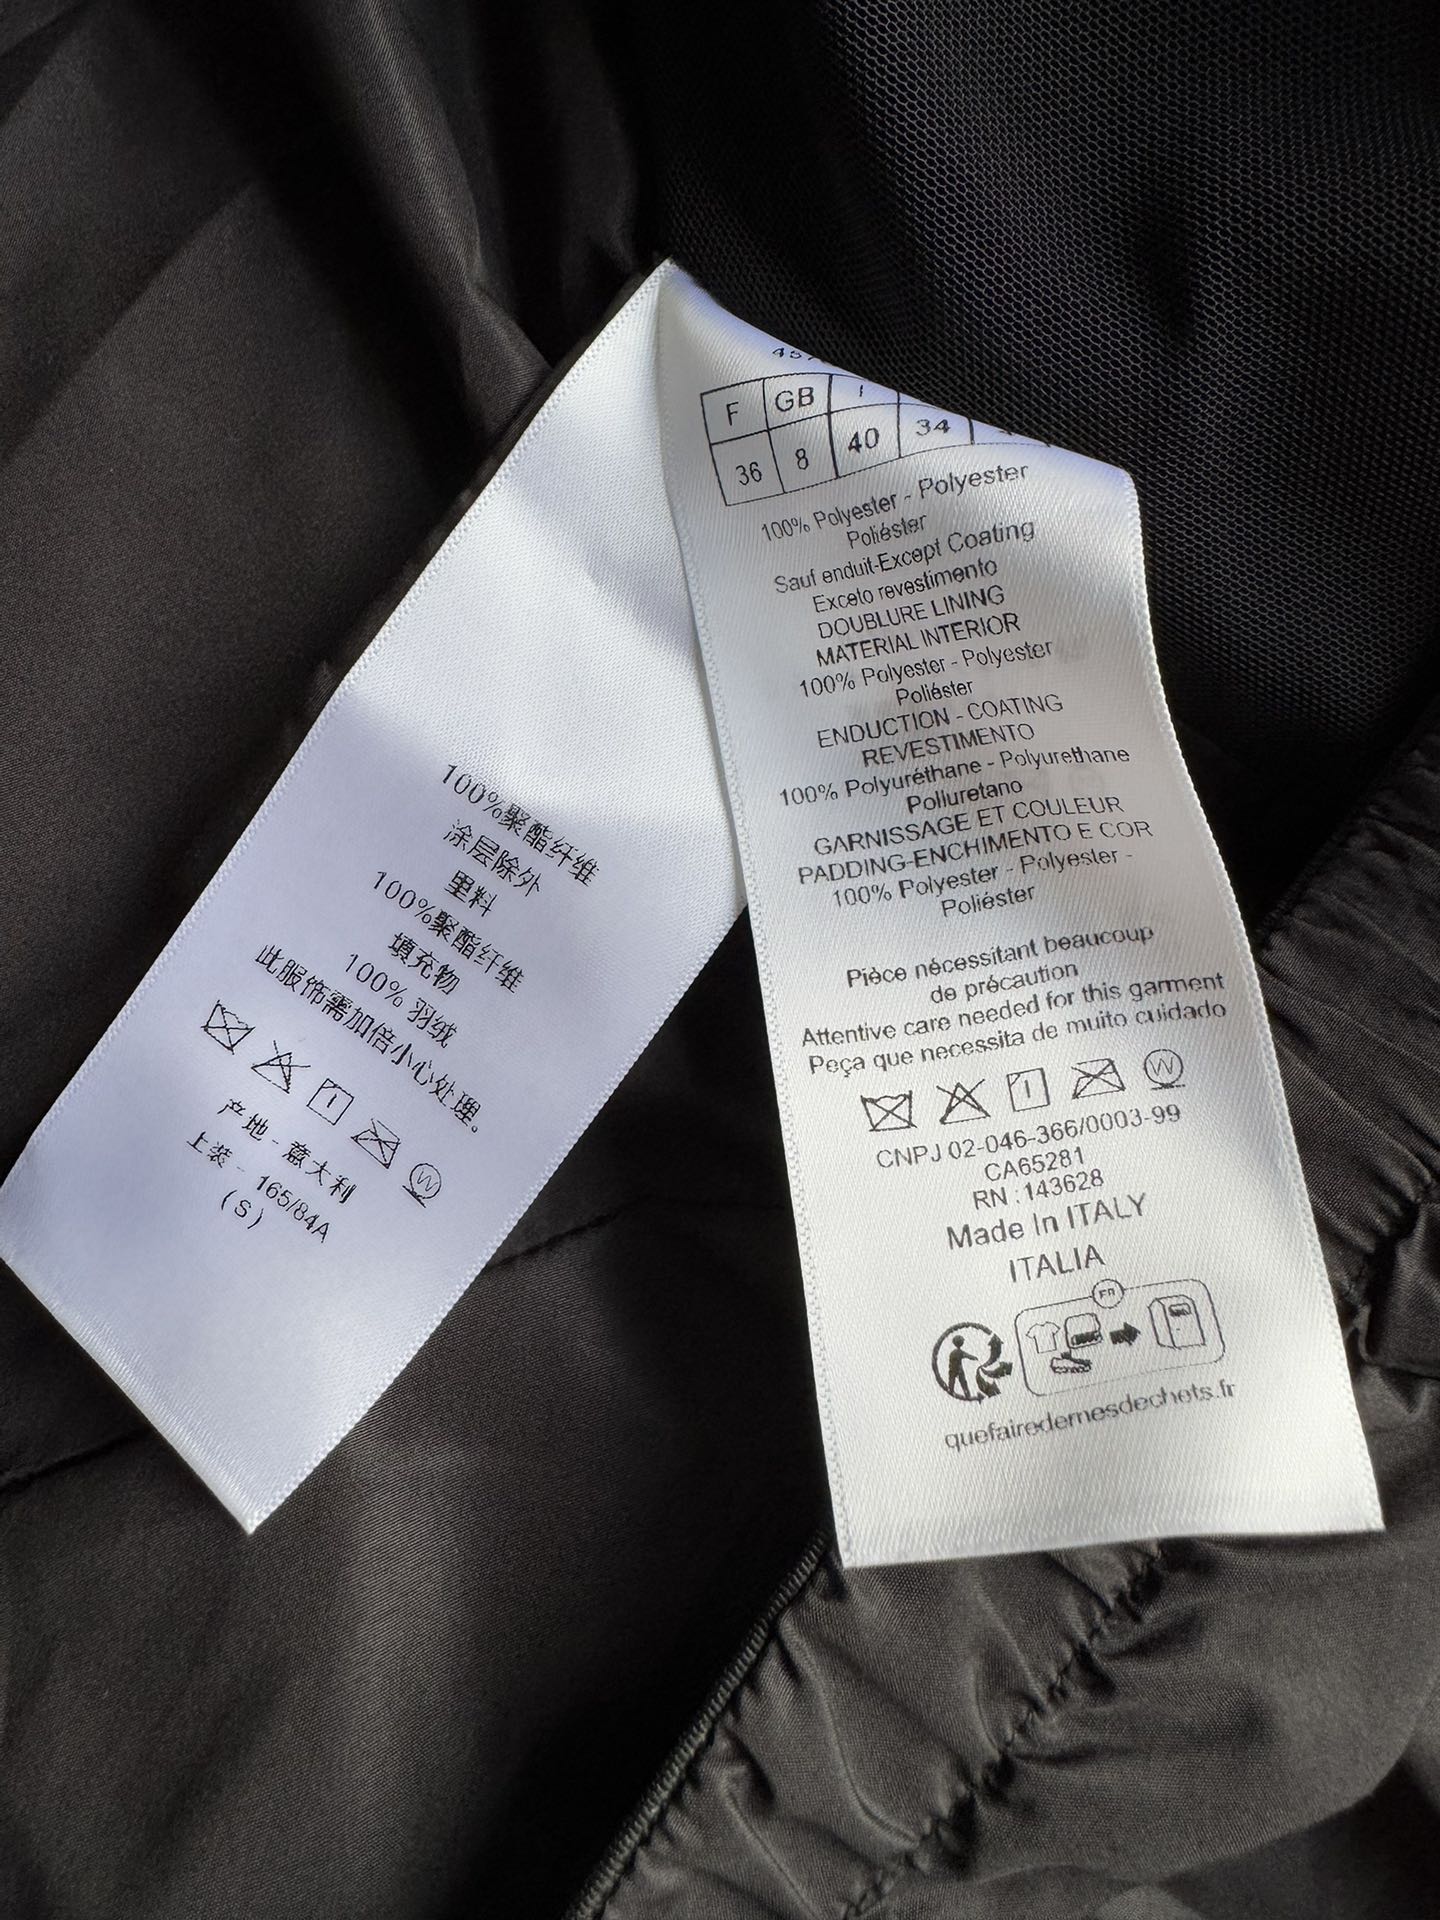 100%聚酯纤维
涂层除外
里料
100%聚酯纤维
填充物
100% 羽绒
此服饰需加倍小心处理。
产地 - 意大利
上装 - 165/84A
(S)
F GB I
36 8 40 34
100% Polyester - Polyester
Poliéster
Sauf enduit-Except Coating
Exceto revestimento
DOUBLURE LINING
MATERIAL INTERIOR
100% Polyester - Polyester
Poliéster
ENDUCTION - COATING
REVESTIMENTO
100% Polyuréthane - Polyurethane
Poliuretano
GARNISSAGE ET COULEUR
PADDING-ENCHIMENTO E COR
100% Polyester - Polyester -
Poliéster
Pièce nécessitant beaucoup
de précaution
Attentive care needed for this garment
Peça que necessita de muito cuidado
W
CNPJ 02-046-366/0003-99
CA65281
RN : 143628
Made In ITALY
ITALIA
FR
quefairedemesdechets.fr